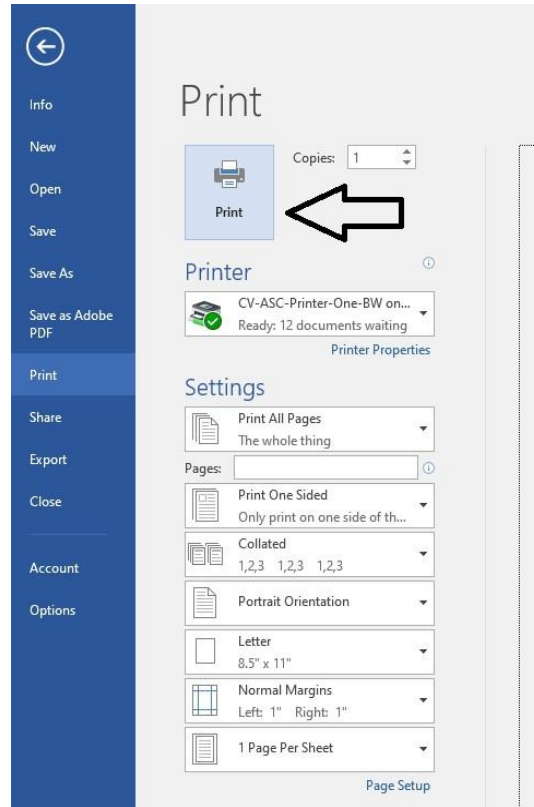 Info
New
Open
Save
Save As
Save as Adobe
PDF
Print
Share
Export
Close
Account
Options
Print
Copies: 1
Print
Printer
CV-ASC-Printer-One-BW on...
Ready: 12 documents waiting
Printer Properties
Settings
Print All Pages
The whole thing
Pages:
Print One Sided
Only print on one side of th...
Collated
1,2,3 1,2,3 1,2,3
Portrait Orientation
Letter
8.5" x 11"
Normal Margins
Left: 1" Right: 1"
1 Page Per Sheet
Page Setup